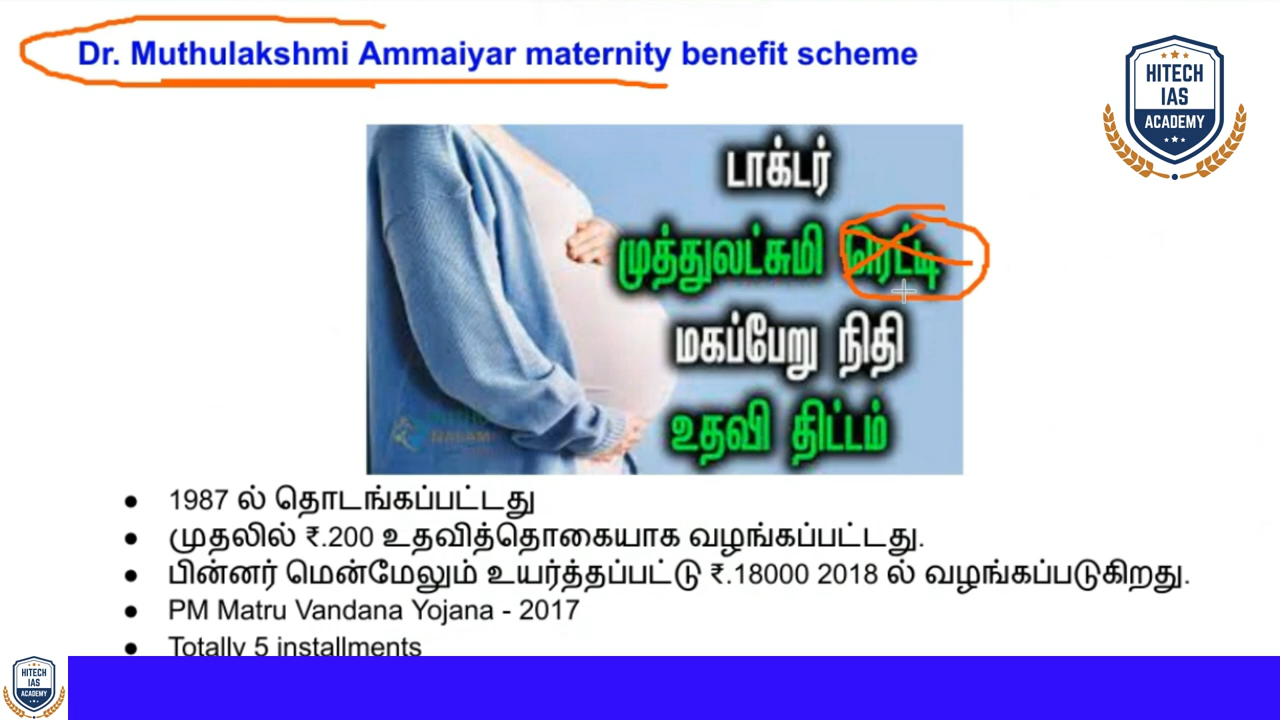 Dr. Muthulakshmi Ammaiyar maternity benefit scheme
HITECH
IAS
ACADEMY
டாக்டர்
முத்துலட்சுமி ரெட்டி
மகப்பேறு நிதி
உதவி திட்டம்
• 1987 ல் தொடங்கப்பட்டது
• முதலில் ₹.200 உதவித்தொகையாக வழங்கப்பட்டது.
• பின்னர் மென்மேலும் உயர்த்தப்பட்டு ₹.18000 2018 ல் வழங்கப்படுகிறது.
• PM Matru Vandana Yojana - 2017
• Totally 5 installments
HITECH
IAS
ACADEMY